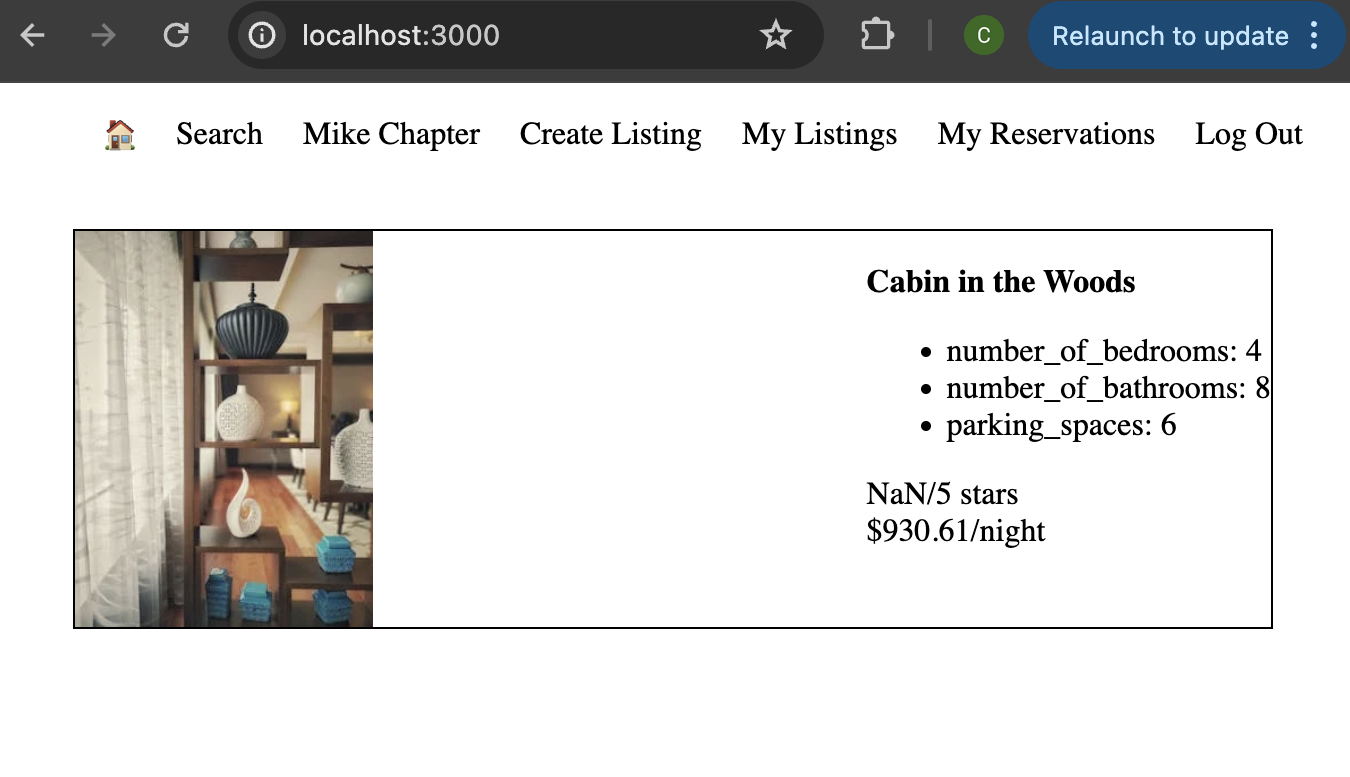 localhost:3000
C
Relaunch to update
Search Mike Chapter Create Listing My Listings My Reservations Log Out
Cabin in the Woods
number_of_bedrooms: 4
number_of_bathrooms: 8
parking_spaces: 6
NaN/5 stars
$930.61/night